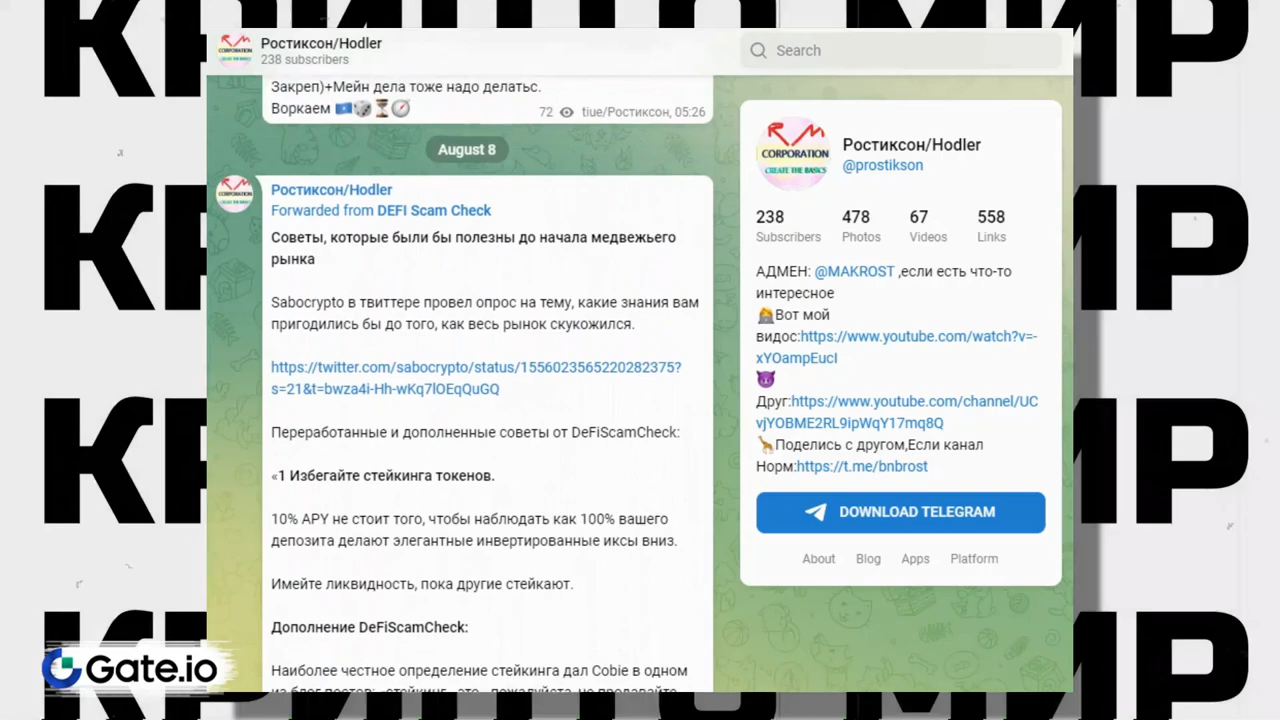 КРИПТО МИР
Ростиксон/Hodler
238 subscribers
Search
Закреп)+Мейн дела тоже надо делатьс.
Воркаем
72 tiue/Ростиксон, 05:26
August 8
Ростиксон/Hodler
Forwarded from DEFI Scam Check
Советы, которые были бы полезны до начала медвежьего
рынка
Sabocrypto в твиттере провел опрос на тему, какие знания вам
пригодились бы до того, как весь рынок скукожился.
https://twitter.com/sabocrypto/status/1556023565220282375?
s=21&t=bwza4i-Hh-wKq7lOEqQuGQ
Переработанные и дополненные советы от DeFiScamCheck:
«1 Избегайте стейкинга токенов.
10% APY не стоит того, чтобы наблюдать как 100% вашего
депозита делают элегантные инвертированные иксы вниз.
Имейте ликвидность, пока другие стейкают.
Дополнение DeFiScamCheck:
Наиболее честное определение стейкинга дал Cobie в одном
RM
CORPORATION
CREATE THE BASICS
Ростиксон/Hodler
@prostikson
238 478 67 558
Subscribers Photos Videos Links
АДМЕН: @MAKROST ,если есть что-то
интересное
Вот мой
видос:https://www.youtube.com/watch?v=-
xYOampEucI
Друг:https://www.youtube.com/channel/UC
vjYOBME2RL9ipWqY17mq8Q
Поделись с другом,Если канал
Норм:https://t.me/bnbrost
DOWNLOAD TELEGRAM
About Blog Apps Platform
Gate.io